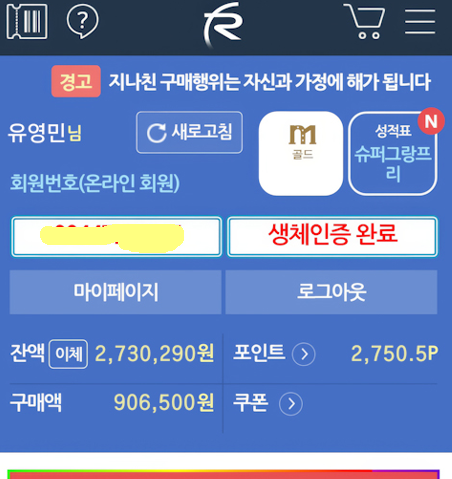 경고 지나친 구매행위는 자신과 가정에 해가 됩니다
유영민님 새로고침
골드
성적표 N
슈퍼그랑프
리
회원번호(온라인 회원)
생체인증 완료
마이페이지 로그아웃
잔액 이체 2,730,290원 포인트 2,750.5P
구매액 906,500원 쿠폰